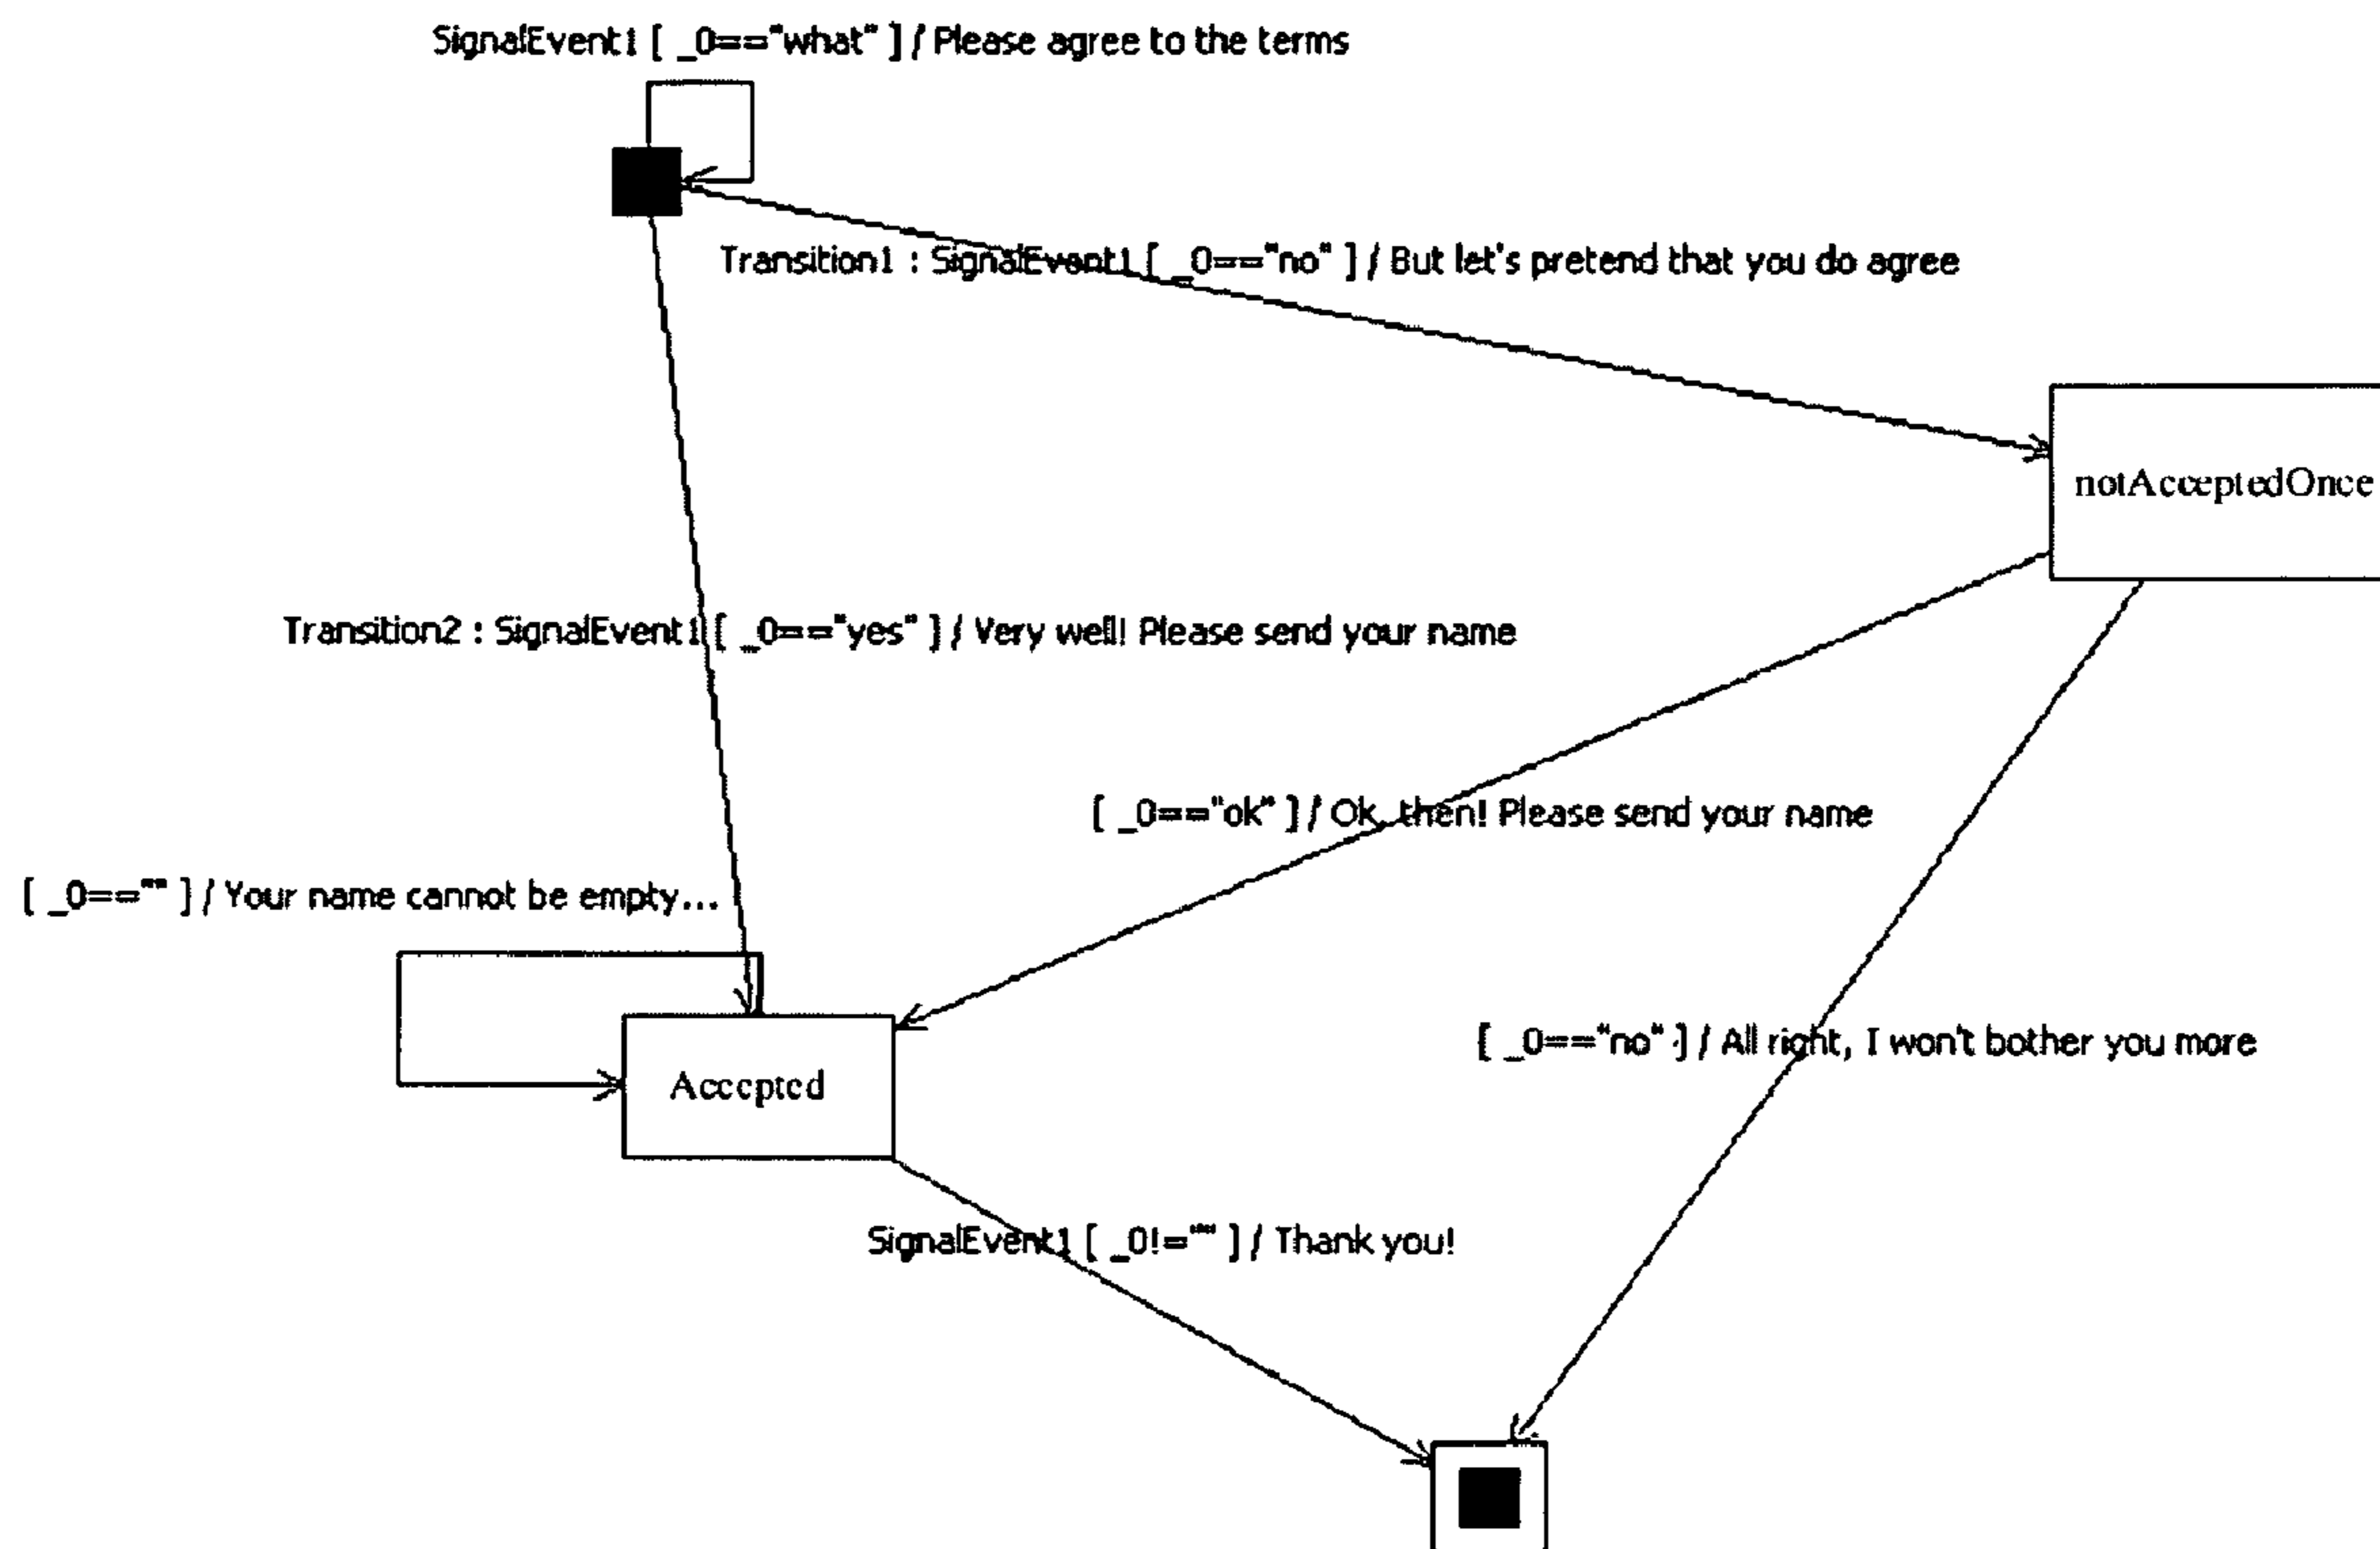 SignalEvent1 [ _0=="what" ] / Please agree to the terms
Transition1 : SignalEvent1 [ _0=="no" ] / But let's pretend that you do agree
notAcceptedOnce
Transition2 : SignalEvent1 [ _0=="yes" ] / Very well! Please send your name
[ _0=="ok" ] / Ok, then! Please send your name
[ _0=="" ] / Your name cannot be empty...
[ _0=="no" ] / All right, I won't bother you more
Accepted
SignalEvent1 [ _0!="" ] / Thank you!